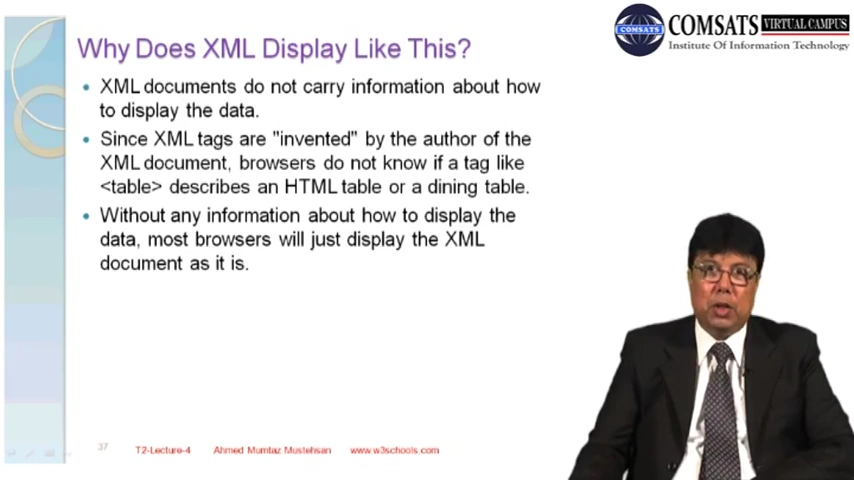 COMSATS VIRTUAL CAMPUS
COMSATS
Institute Of Information Technology
Why Does XML Display Like This?
XML documents do not carry information about how
to display the data.
Since XML tags are "invented" by the author of the
XML document, browsers do not know if a tag like
<table> describes an HTML table or a dining table.
Without any information about how to display the
data, most browsers will just display the XML
document as it is.
37
T2-Lecture-4 Ahmed Mumtaz Mustehsan www.w3schools.com